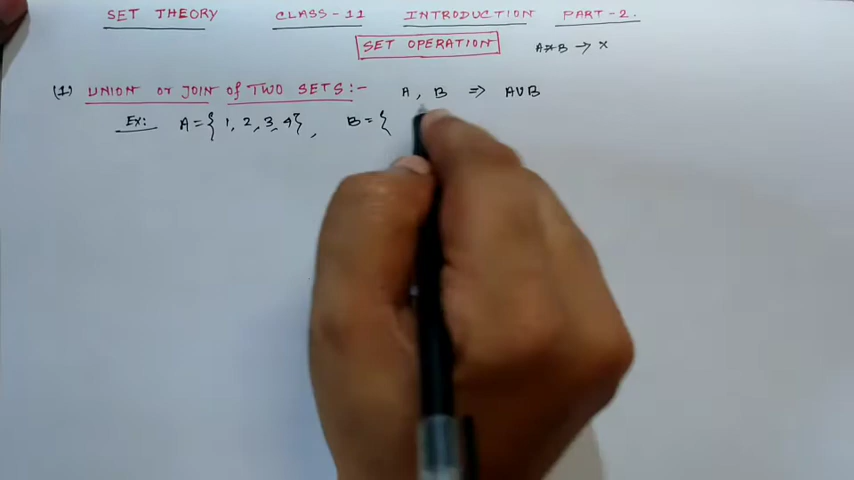 SET THEORY CLASS-11 INTRODUCTION PART-2.
SET OPERATION A*B → X
(1) UNION or JOIN of TWO SETS:- A, B ⇒ A∪B
Ex: A={1, 2, 3, 4}, B={